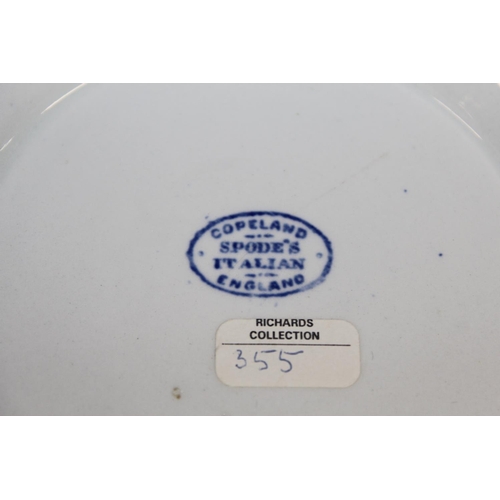 COPELAND
SPODE'S
ITALIAN
ENGLAND
RICHARDS
COLLECTION
355